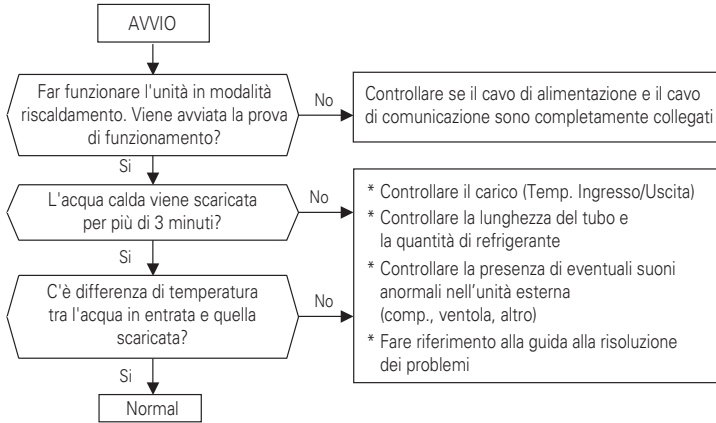 AVVIO
Far funzionare l'unità in modalità
riscaldamento. Viene avviata la prova
di funzionamento?
No
Controllare se il cavo di alimentazione e il cavo
di comunicazione sono completamente collegati
Si
L'acqua calda viene scaricata
per più di 3 minuti?
No
* Controllare il carico (Temp. Ingresso/Uscita)
* Controllare la lunghezza del tubo e
la quantità di refrigerante
* Controllare la presenza di eventuali suoni
anormali nell'unità esterna
(comp., ventola, altro)
* Fare riferimento alla guida alla risoluzione
dei problemi
Si
C'è differenza di temperatura
tra l'acqua in entrata e quella
scaricata?
No
Si
Normal